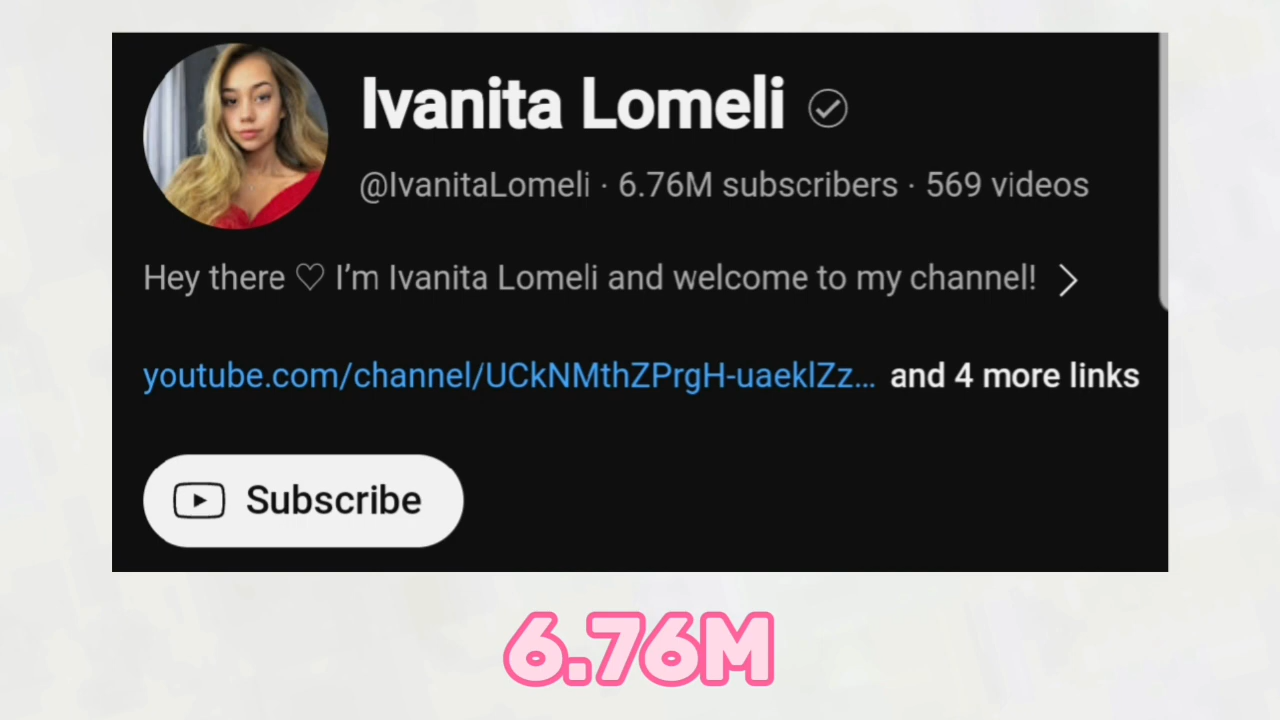 Ivanita Lomeli
@IvanitaLomeli · 6.76M subscribers · 569 videos
Hey there ♡ I’m Ivanita Lomeli and welcome to my channel!
youtube.com/channel/UCkNMthZPrgH-uaeklZz... and 4 more links
Subscribe
6.76M